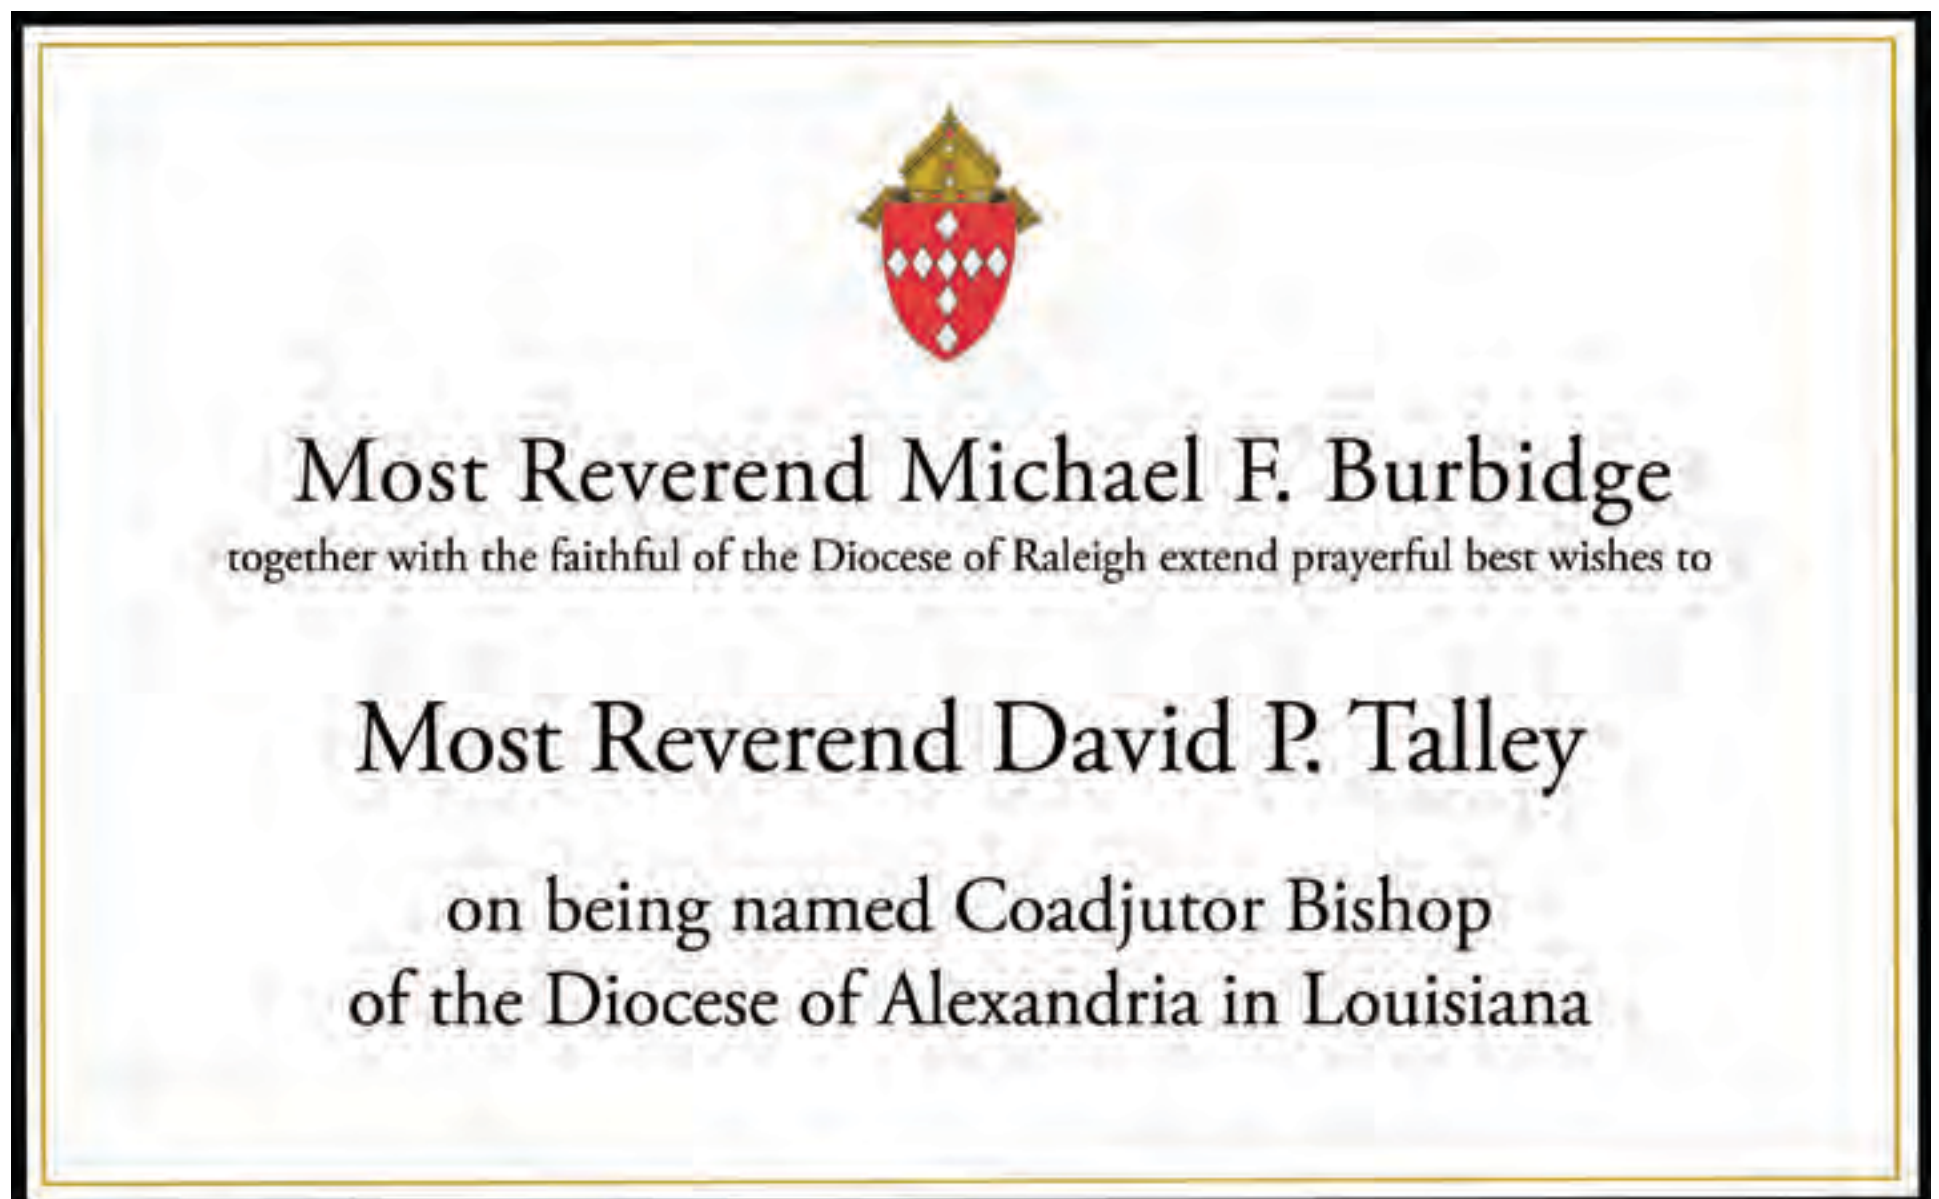 Most Reverend Michael F. Burbidge
together with the faithful of the Diocese of Raleigh extend prayerful best wishes to
Most Reverend David P. Talley
on being named Coadjutor Bishop
of the Diocese of Alexandria in Louisiana